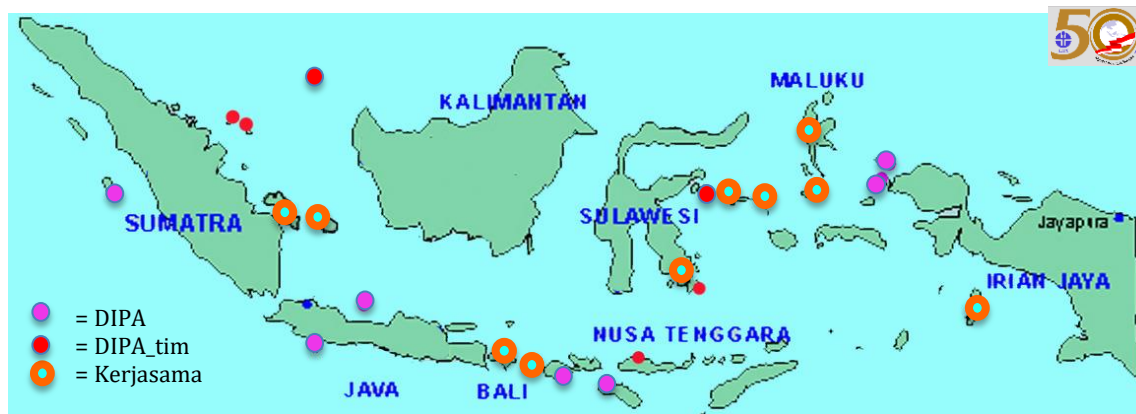 50
MALUKU
KALIMANTAN
SUMATRA
SULAWESI
Jayapura
IRIAN JAYA
NUSA TENGGARA
JAVA
BALI
= DIPA
= DIPA_tim
= Kerjasama